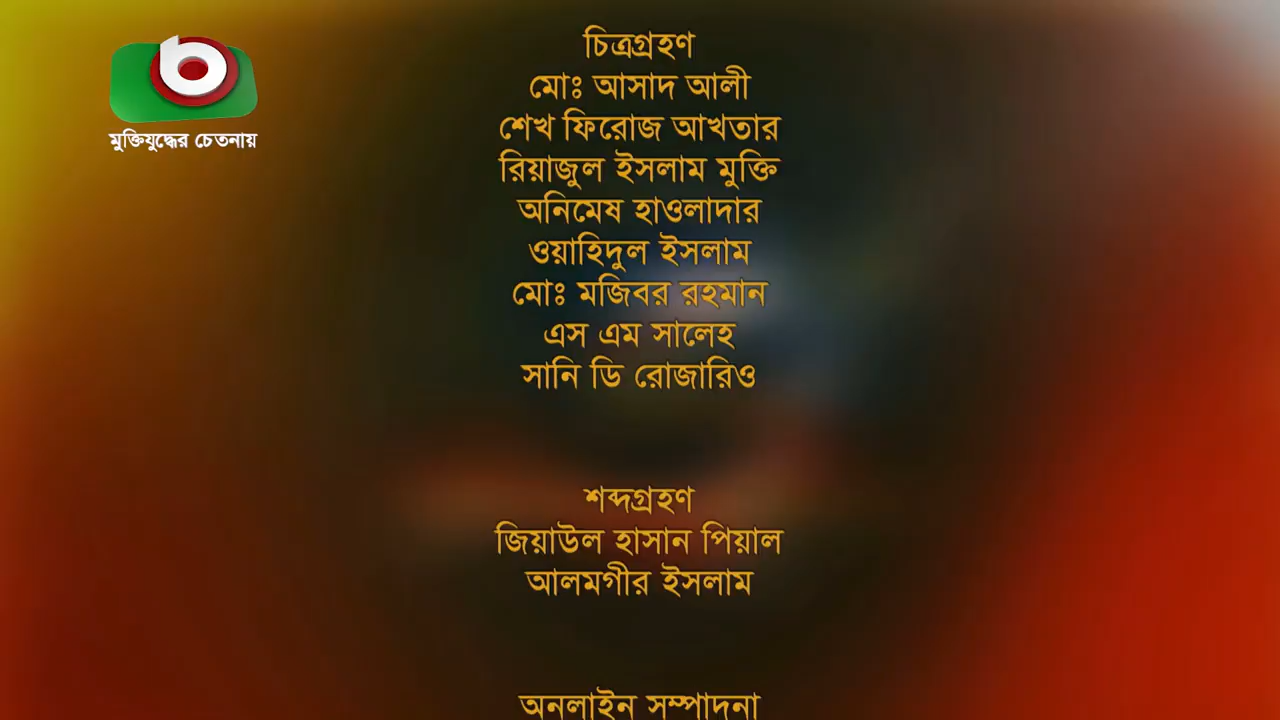 মুক্তিযুদ্ধের চেতনায়
চিত্রগ্রহণ
মোঃ আসাদ আলী
শেখ ফিরোজ আখতার
রিয়াজুল ইসলাম মুক্তি
অনিমেষ হাওলাদার
ওয়াহিদুল ইসলাম
মোঃ মজিবর রহমান
এস এম সালেহ
সানি ডি রোজারিও
শব্দগ্রহণ
জিয়াউল হাসান পিয়াল
আলমগীর ইসলাম
অনলাইন সম্পাদনা